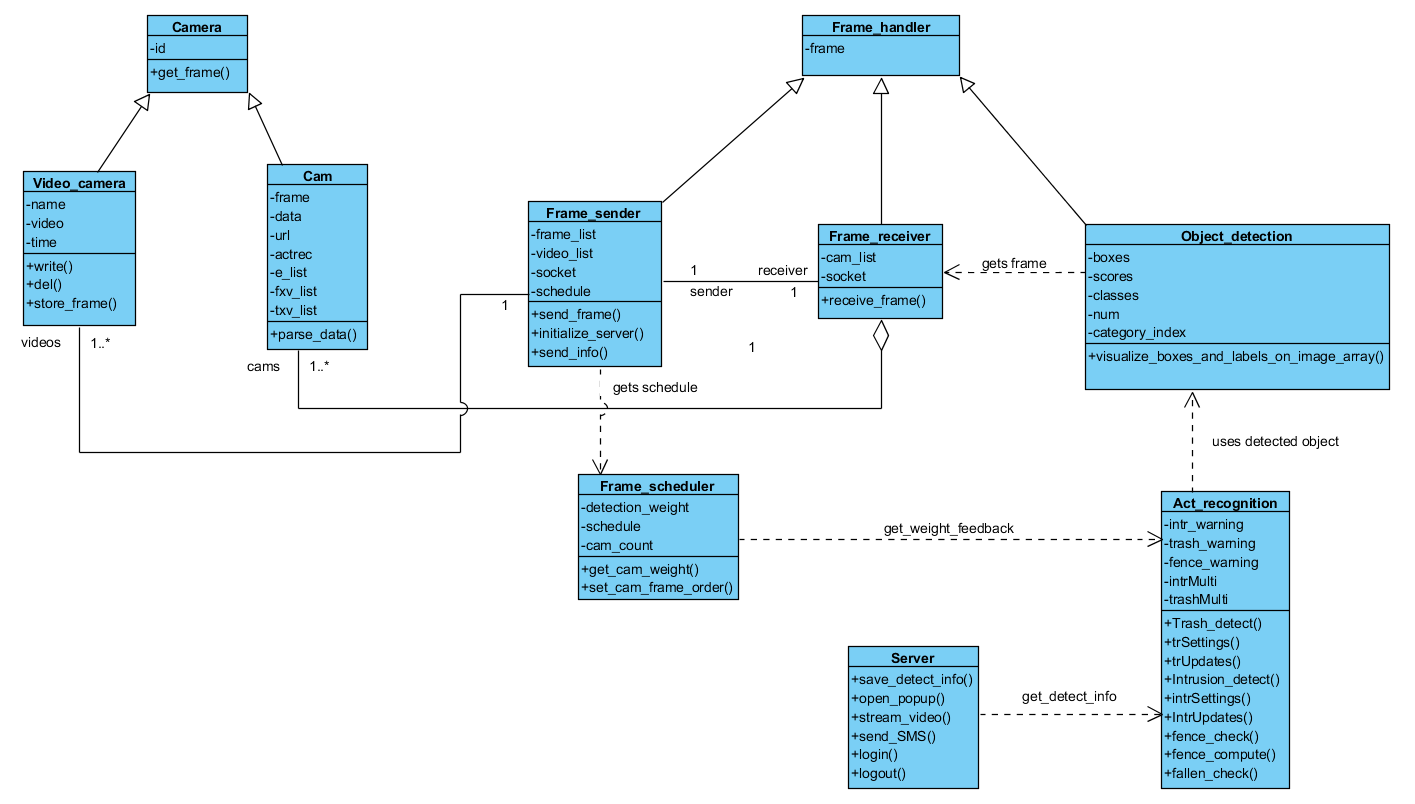 Camera
-id
+get_frame()
Frame_handler
-frame
Video_camera
-name
-video
-time
+write()
+del()
+store_frame()
Cam
-frame
-data
-url
-actrec
-e_list
-fxv_list
-txv_list
+parse_data()
Frame_sender
-frame_list
-video_list
-socket
-schedule
+send_frame()
+initialize_server()
+send_info()
1
receiver
sender
1
Frame_receiver
-cam_list
-socket
+receive_frame()
gets frame
Object_detection
-boxes
-scores
-classes
-num
-category_index
+visualize_boxes_and_labels_on_image_array()
1
videos
1..*
cams
1..*
1
gets schedule
uses detected object
Frame_scheduler
-detection_weight
-schedule
-cam_count
+get_cam_weight()
+set_cam_frame_order()
get_weight_feedback
Act_recognition
-intr_warning
-trash_warning
-fence_warning
-intrMulti
-trashMulti
+Trash_detect()
+trSettings()
+trUpdates()
+Intrusion_detect()
+intrSettings()
+IntrUpdates()
+fence_check()
+fence_compute()
+fallen_check()
Server
+save_detect_info()
+open_popup()
+stream_video()
+send_SMS()
+login()
+logout()
get_detect_info